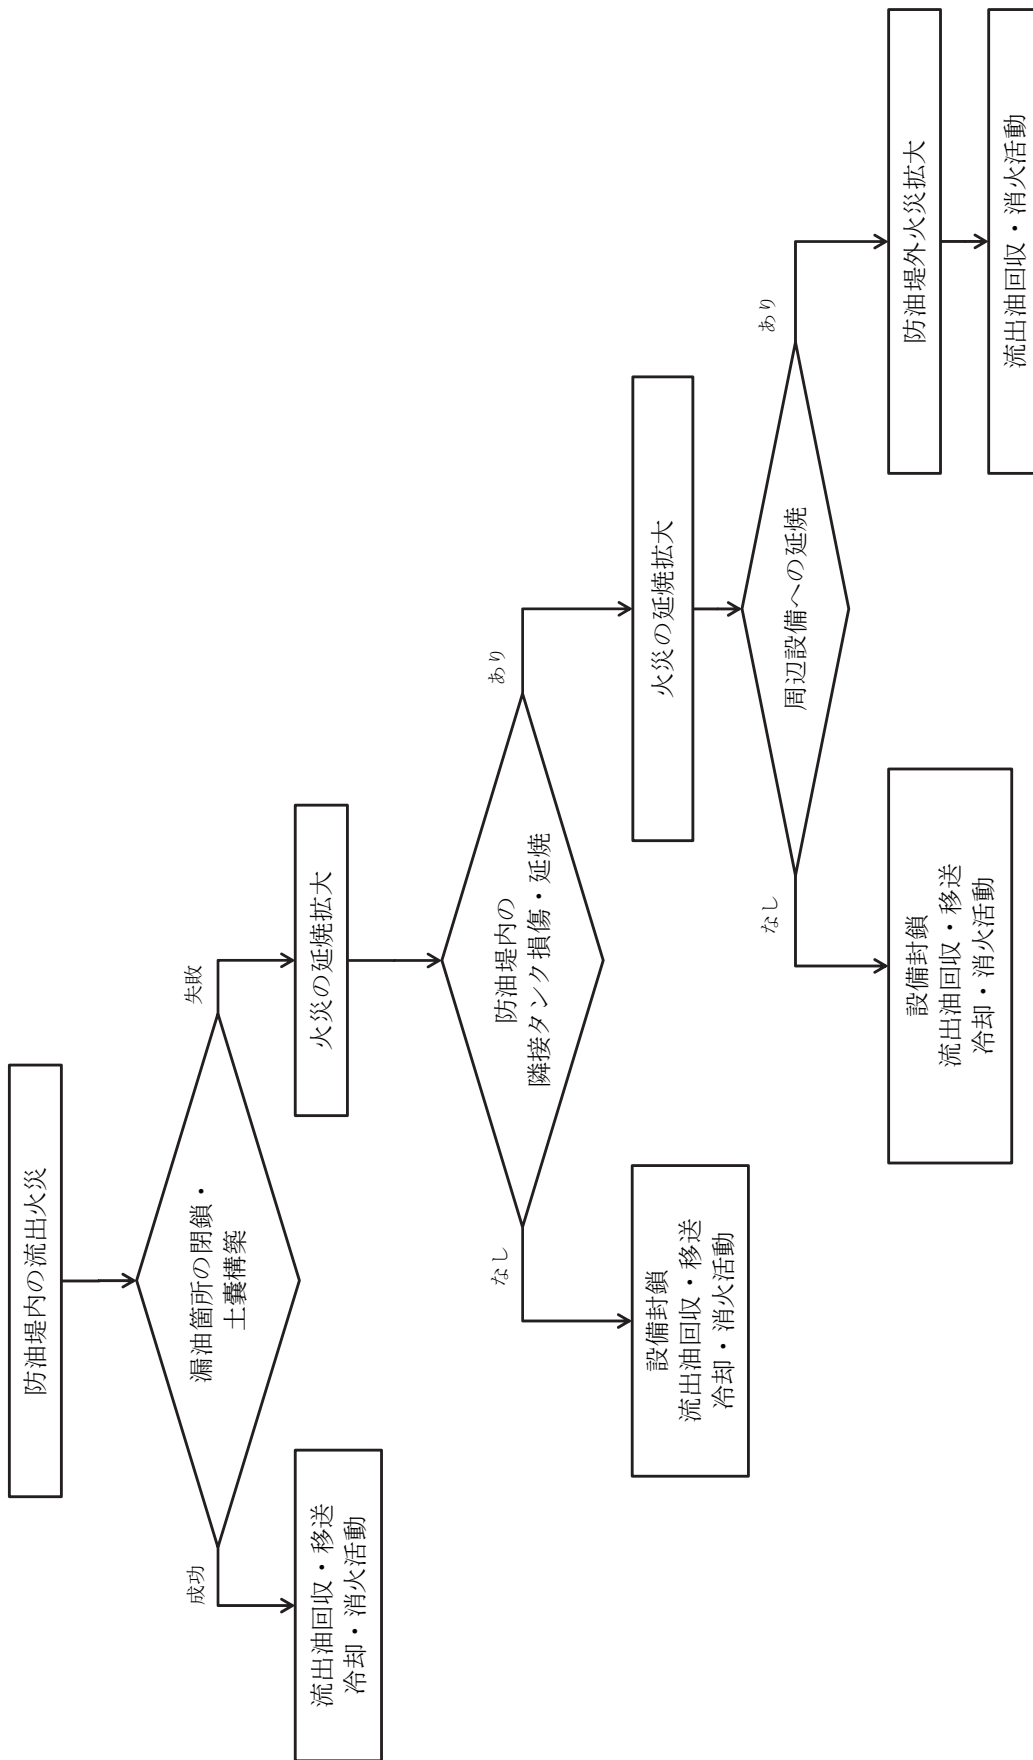 防油堤内の流出火災
漏油箇所の閉鎖・
土嚢構築
成功
失敗
流出油回収・移送
冷却・消火活動
火災の延焼拡大
防油堤内の
隣接タンク損傷・延焼
なし
あり
設備封鎖
流出油回収・移送
冷却・消火活動
火災の延焼拡大
周辺設備への延焼
なし
あり
設備封鎖
流出油回収・移送
冷却・消火活動
防油堤外火災拡大
流出油回収・消火活動